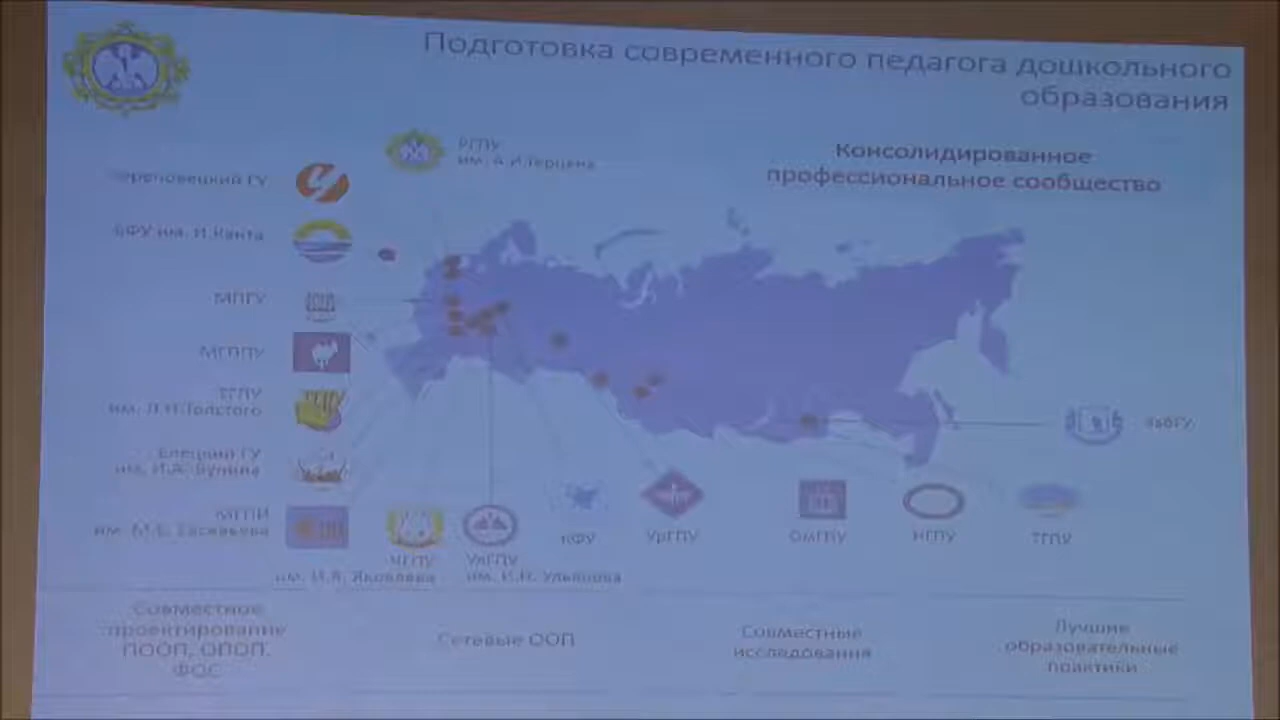 Подготовка современного педагога дошкольного
образования
РГПУ
им. А.И.Герцена
Консолидированное
профессиональное сообщество
Череповецкий ГУ
БФУ им. И.Канта
МПГУ
МГППУ
ТГПУ
им. Л.Н.Толстого
Елецкий ГУ
им. И.А. Бунина
МГПИ
им. М.Е. Евсевьева
ЧГПУ
им. И.Я. Яковлева
УлГПУ
им. И.Н. Ульянова
КФУ
УрГПУ
ОмГПУ
НГПУ
ТГПУ
ЗабГУ
Совместное
проектирование
ПООП, ОПОП,
ФОС
Сетевые ООП
Совместные
исследования
Лучшие
образовательные
практики